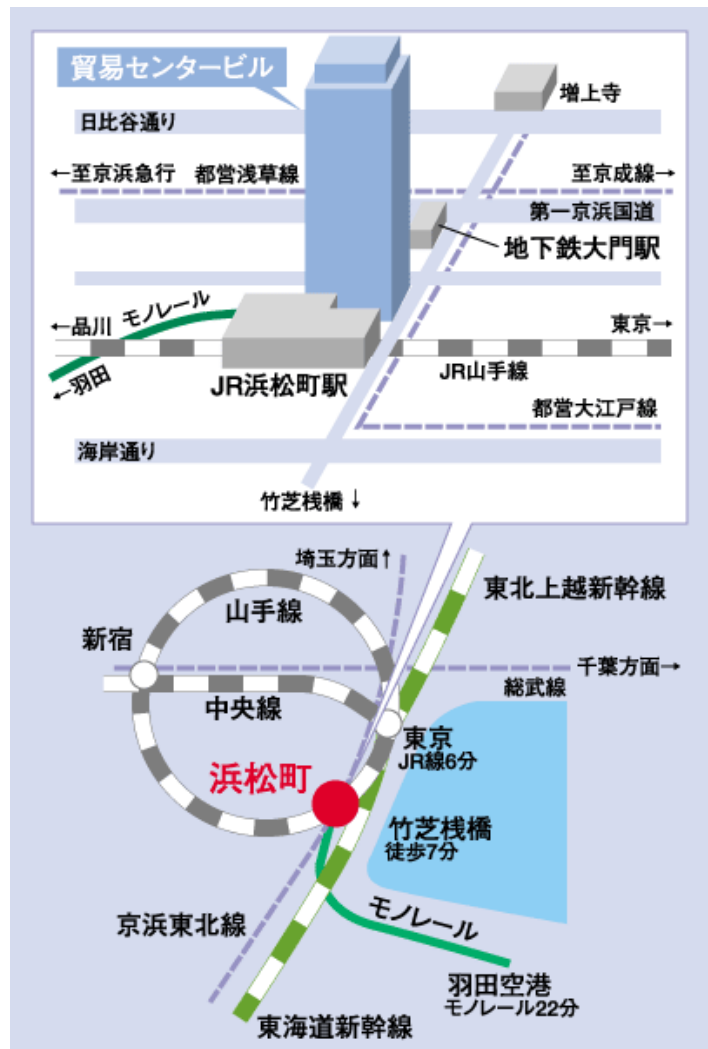 貿易センタービル
増上寺
日比谷通り
←至京浜急行
都営浅草線
至京成線→
第一京浜国道
地下鉄大門駅
モノレール
←品川
東京→
←羽田
JR浜松町駅
JR山手線
都営大江戸線
海岸通り
竹芝桟橋↓
埼玉方面↑
東北上越新幹線
山手線
新宿
千葉方面→
総武線
中央線
東京
JR線6分
浜松町
竹芝桟橋
徒歩7分
モノレール
京浜東北線
羽田空港
モノレール22分
東海道新幹線